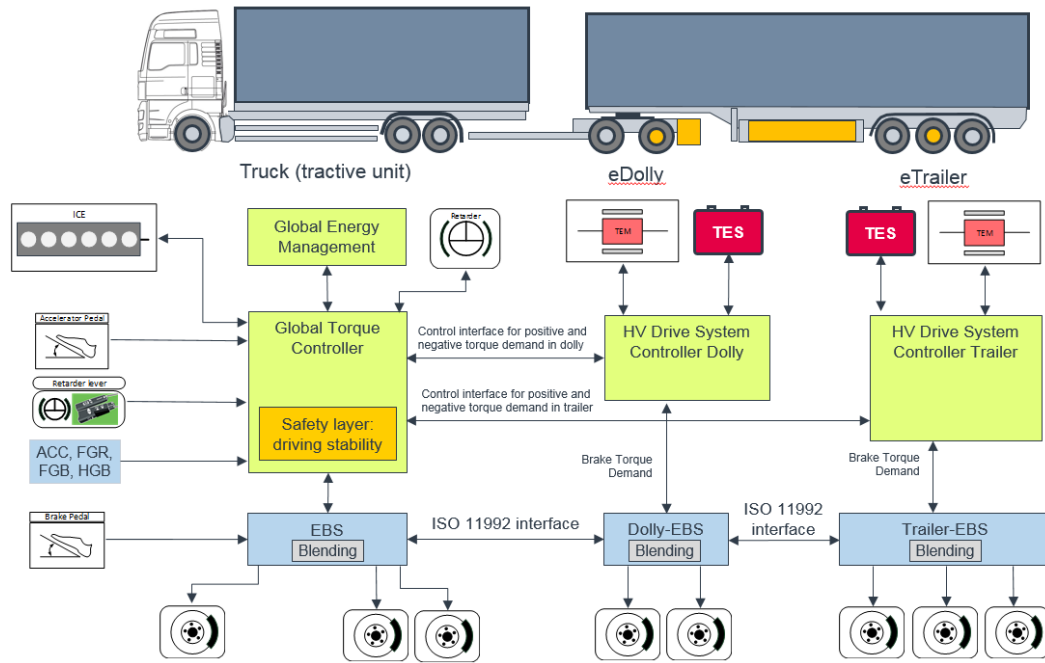 Truck (tractive unit)
eDolly
eTrailer
ICE
Global Energy
Management
Retarder
TEM
TES
TES
TEM
Accelerator Pedal
Global Torque
Controller
Control interface for positive and
negative torque demand in dolly
HV Drive System
Controller Dolly
HV Drive System
Controller Trailer
Retarder lever
Control interface for positive and
negative torque demand in trailer
Safety layer:
driving stability
ACC, FGR,
FGB, HGB
Brake Torque
Demand
Brake Torque
Demand
Brake Pedal
EBS
Blending
ISO 11992 interface
Dolly-EBS
Blending
ISO 11992
interface
Trailer-EBS
Blending